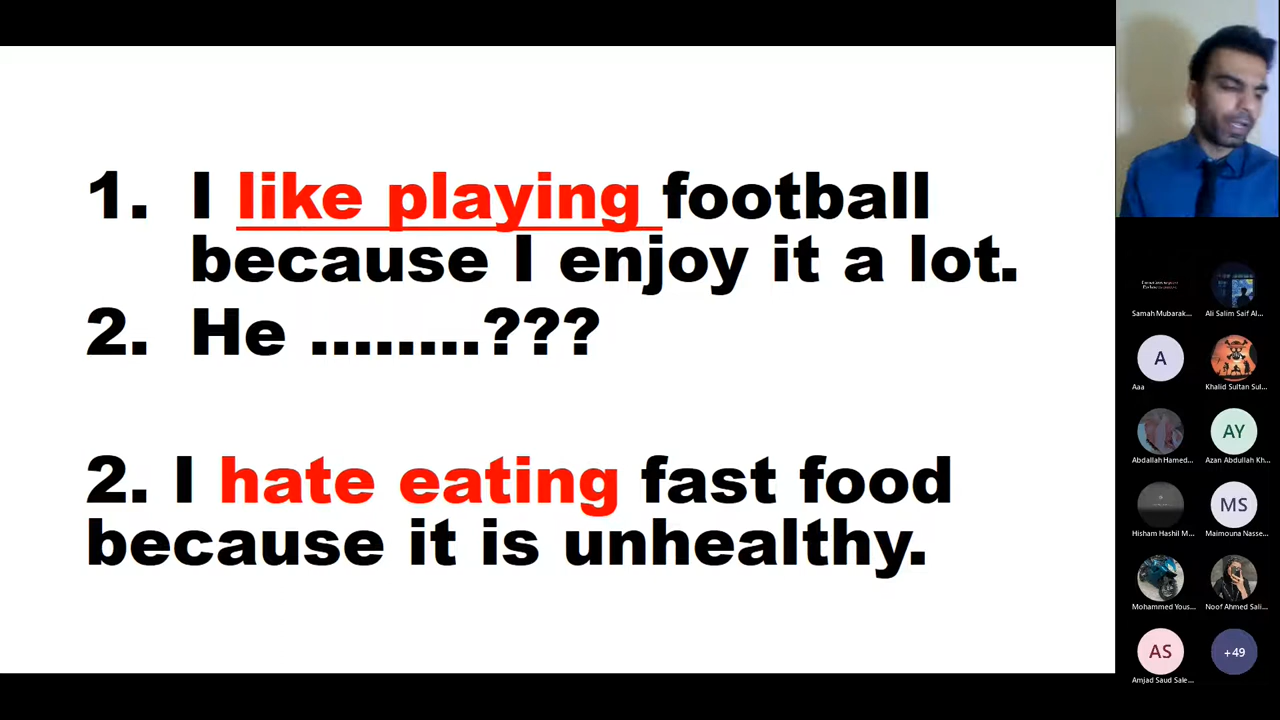 1. I like playing football
because I enjoy it a lot.
2. He ........???
2. I hate eating fast food
because it is unhealthy.
Samah Mubarak...
Ali Salim Saif Al...
A
Aaa
Khalid Sultan Sul...
Abdallah Hamed...
AY
Azan Abdullah Kh...
Hisham Hashil M...
MS
Maimouna Nasse...
Mohammed Yous...
Noof Ahmed Sali...
AS
Amjad Saud Sale...
+49